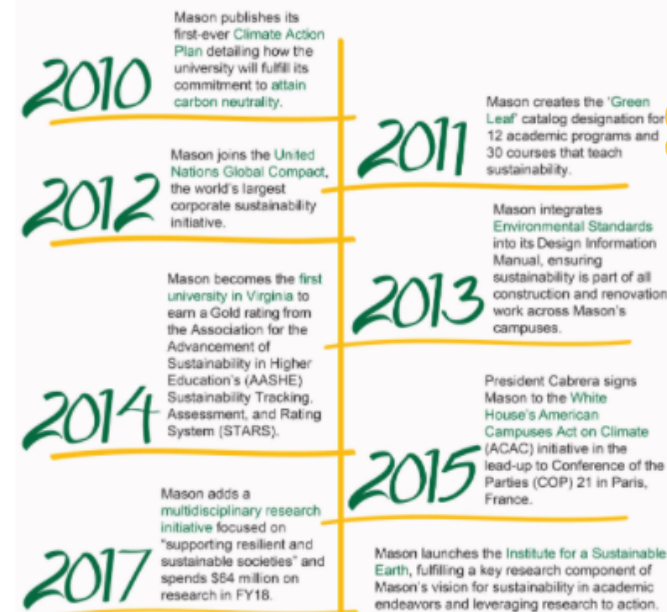 Mason publishes its
first-ever Climate Action
Plan detailing how the
university will fulfill its
commitment to attain
carbon neutrality.
2010
Mason creates the 'Green
Leaf' catalog designation for
12 academic programs and
30 courses that teach
sustainability.
2011
Mason joins the United
Nations Global Compact,
the world's largest
corporate sustainability
initiative.
2012
Mason integrates
Environmental Standards
into its Design Information
Manual, ensuring
sustainability is part of all
construction and renovation
work across Mason's
campuses.
2013
Mason becomes the first
university in Virginia to
earn a Gold rating from
the Association for the
Advancement of
Sustainability in Higher
Education's (AASHE)
Sustainability Tracking,
Assessment, and Rating
System (STARS).
2014
President Cabrera signs
Mason to the White
House's American
Campuses Act on Climate
(ACAC) initiative in the
lead-up to Conference of the
Parties (COP) 21 in Paris,
France.
2015
Mason adds a
multidisciplinary research
initiative focused on
"supporting resilient and
sustainable societies" and
spends $64 million on
research in FY18.
2017
Mason launches the Institute for a Sustainable
Earth, fulfilling a key research component of
Mason's vision for sustainability in academic
endeavors and leveraging research to action